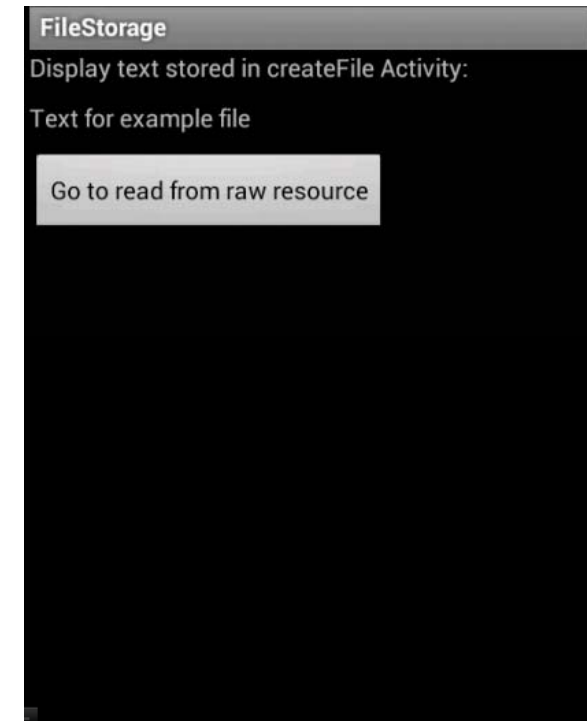 FileStorage
Display text stored in createFile Activity:
Text for example file
Go to read from raw resource